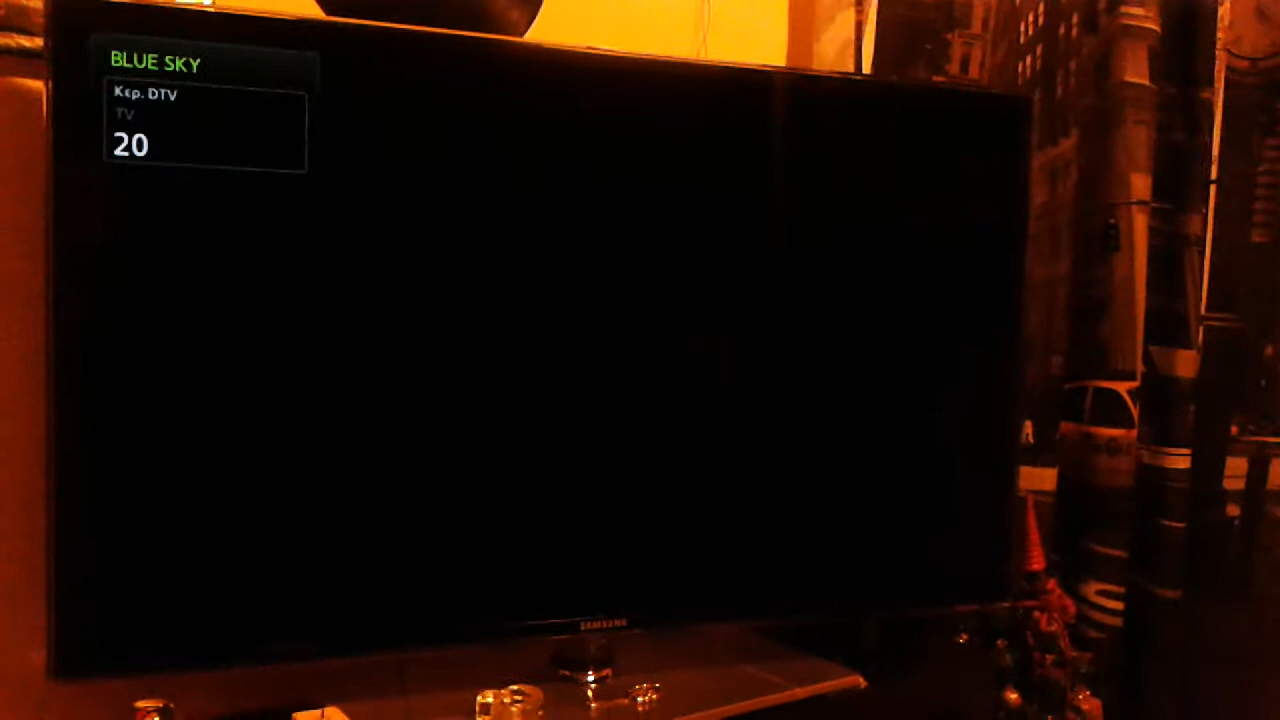 BLUE SKY
Κερ. DTV
TV
20
SAMSUNG